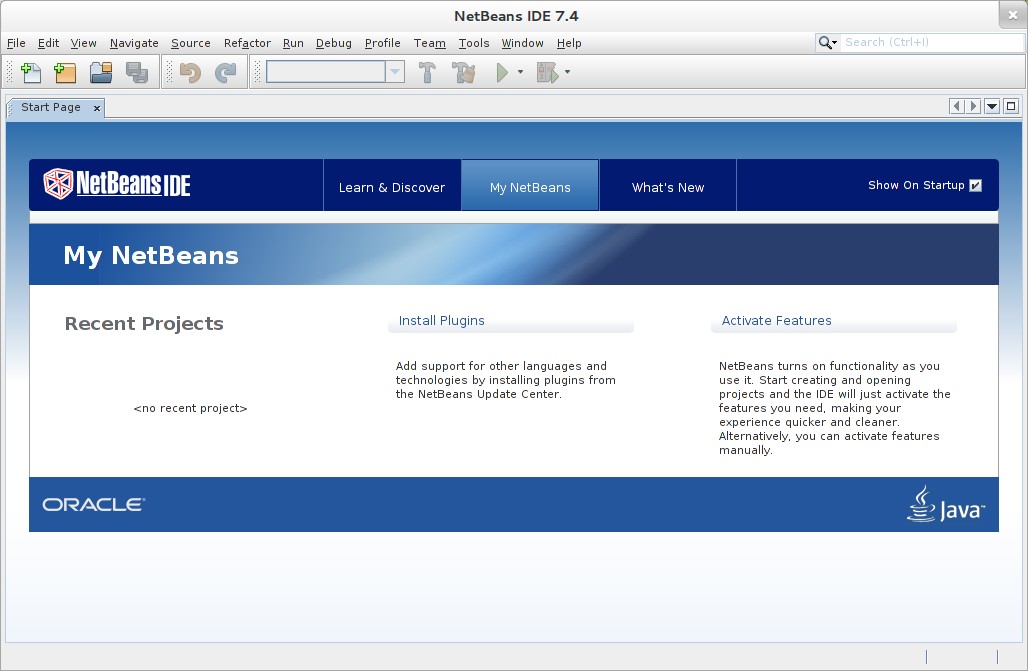 NetBeans IDE 7.4
File Edit View Navigate Source Refactor Run Debug Profile Team Tools Window Help
Search (Ctrl+I)
Start Page
NetBeans IDE
Learn & Discover
My NetBeans
What's New
Show On Startup
My NetBeans
Recent Projects
<no recent project>
Install Plugins
Add support for other languages and
technologies by installing plugins from
the NetBeans Update Center.
Activate Features
NetBeans turns on functionality as you
use it. Start creating and opening
projects and the IDE will just activate the
features you need, making your
experience quicker and cleaner.
Alternatively, you can activate features
manually.
ORACLE
Java